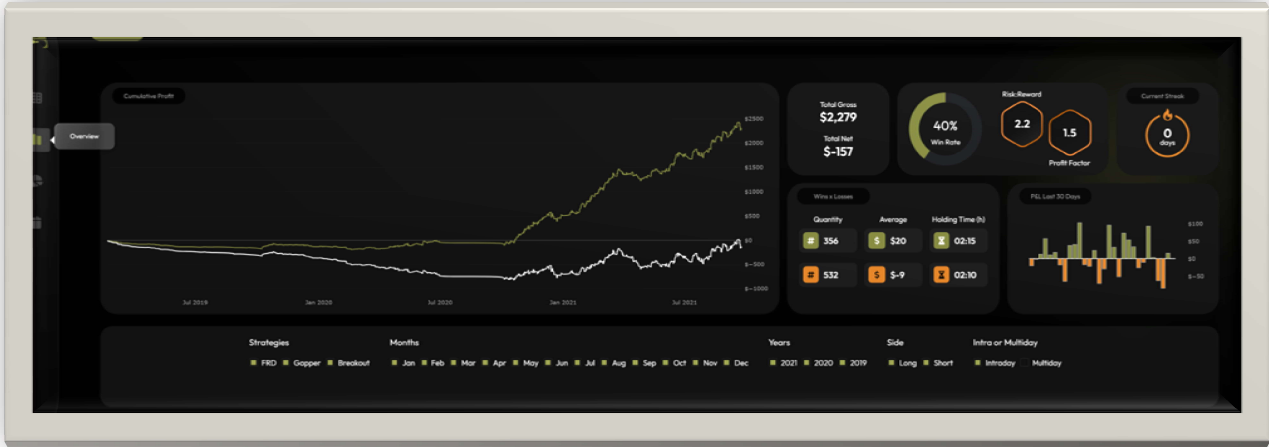 Overview
Cumulative Profit
$2500
$2000
$1500
$1000
$500
$0
$-500
$-1000
Jul 2019 Jan 2020 Jul 2020 Jan 2021 Jul 2021
Total Gross
$2,279
Total Net
$-157
40%
Win Rate
Risk:Reward
2.2
1.5
Profit Factor
Current Streak
0
days
Wins x Losses
Quantity Average Holding Time (h)
# 356 $ $20 02:15
# 532 $ $-9 02:10
P&L Last 30 Days
$100
$50
$0
$-50
Strategies
FRD Gapper Breakout
Months
Jan Feb Mar Apr May Jun Jul Aug Sep Oct Nov Dec
Years
2021 2020 2019
Side
Long Short
Intra or Multiday
Intraday Multiday